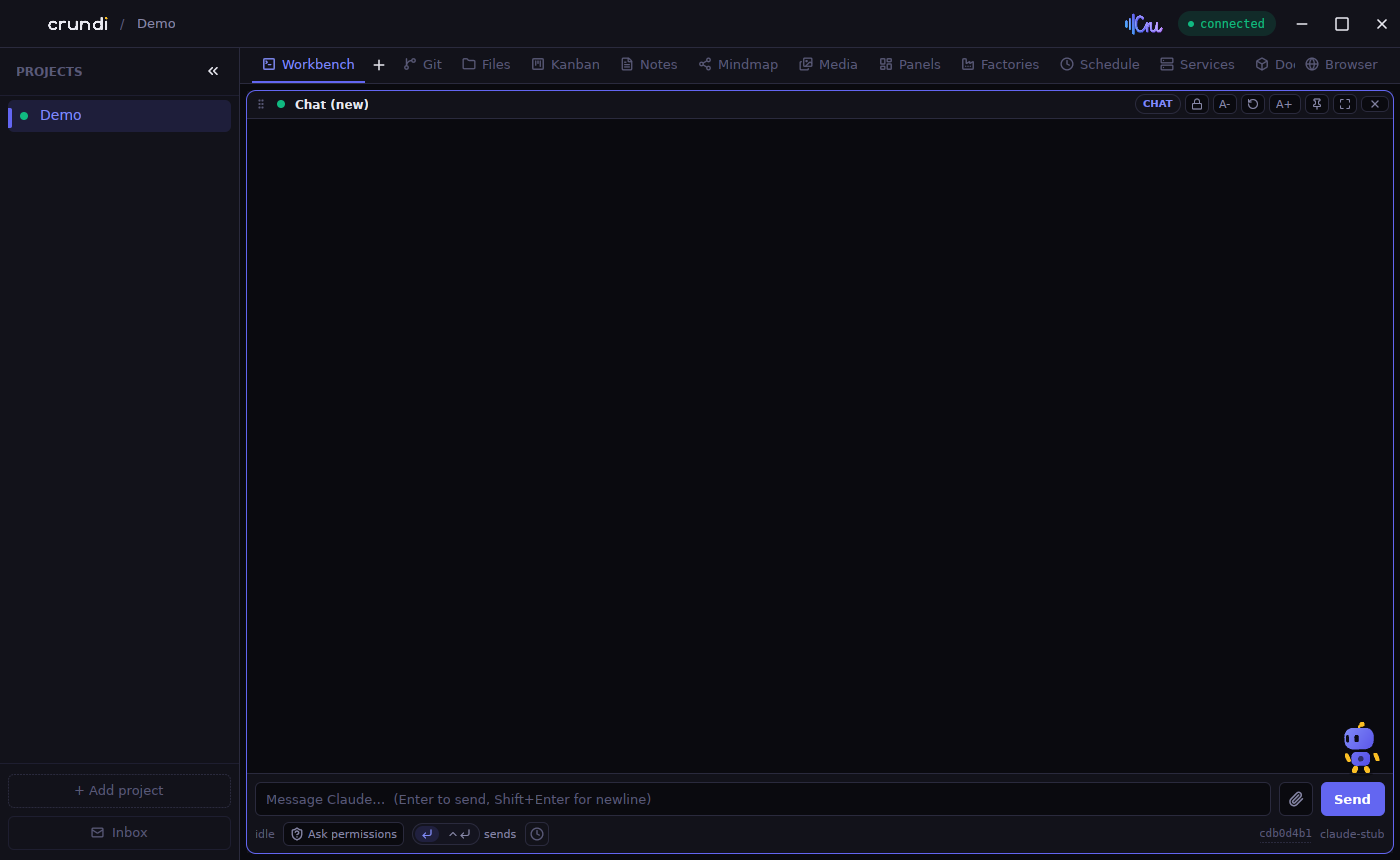 crundi / Demo
Cru
connected
PROJECTS
Workbench
Git
Files
Kanban
Notes
Mindmap
Media
Panels
Factories
Schedule
Services
Browser
Demo
Chat (new)
CHAT
A-
A+
+ Add project
Inbox
Message Claude... (Enter to send, Shift+Enter for newline)
Send
idle
Ask permissions
sends
cdb0d4b1
claude-stub